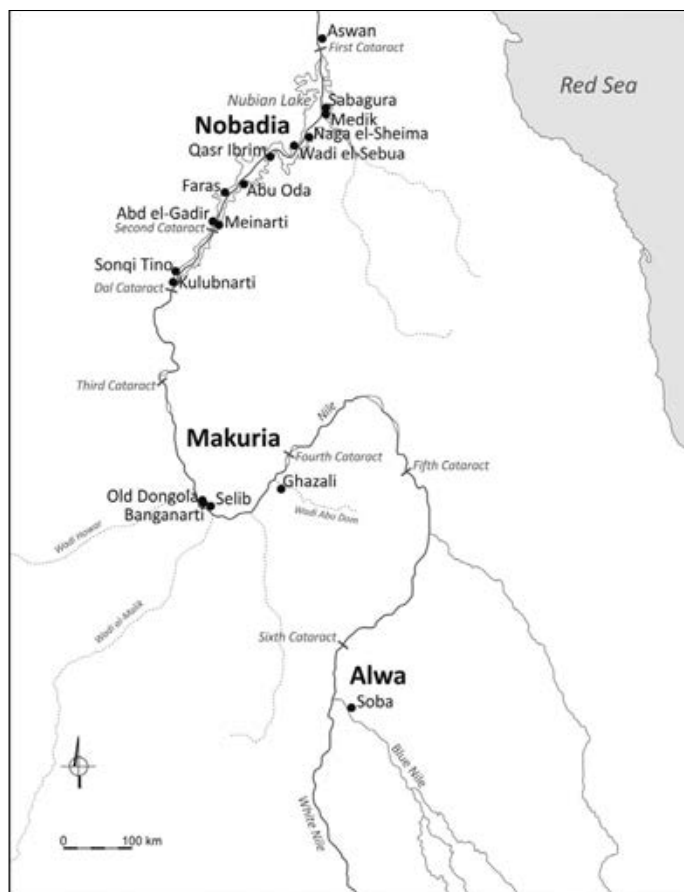 Aswan
First Cataract
Red Sea
Nubian Lake
Sabagura
Medik
Nobadia
Naga el-Sheima
Qasr Ibrim
Wadi el-Sebua
Faras
Abu Oda
Abd el-Gadir
Meinarti
Second Cataract
Sonqi Tino
Kulubnarti
Dal Cataract
Third Cataract
Nile
Makuria
Fourth Cataract
Fifth Cataract
Ghazali
Old Dongola
Selib
Banganarti
Wadi Abu Dom
Wadi Howar
Wadi el-Malik
Sixth Cataract
Alwa
Soba
Blue Nile
White Nile
0 100 km